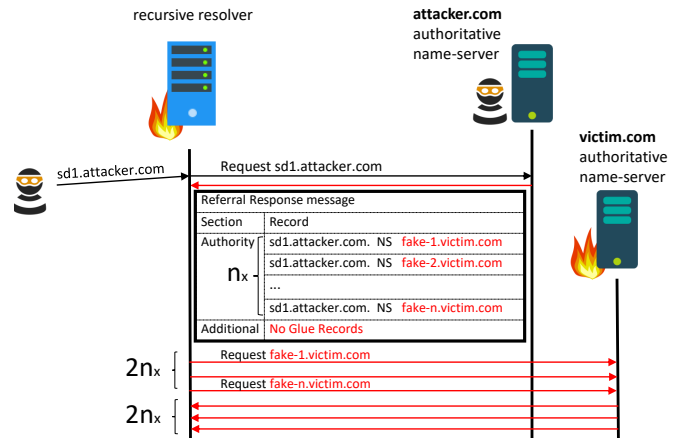 recursive resolver
attacker.com
authoritative
name-server
victim.com
authoritative
name-server
sd1.attacker.com
Request sd1.attacker.com
Referral Response message
Section Record
Authority sd1.attacker.com. NS fake-1.victim.com
sd1.attacker.com. NS fake-2.victim.com
nx
...
sd1.attacker.com. NS fake-n.victim.com
Additional No Glue Records
Request fake-1.victim.com
2nx
Request fake-n.victim.com
2nx